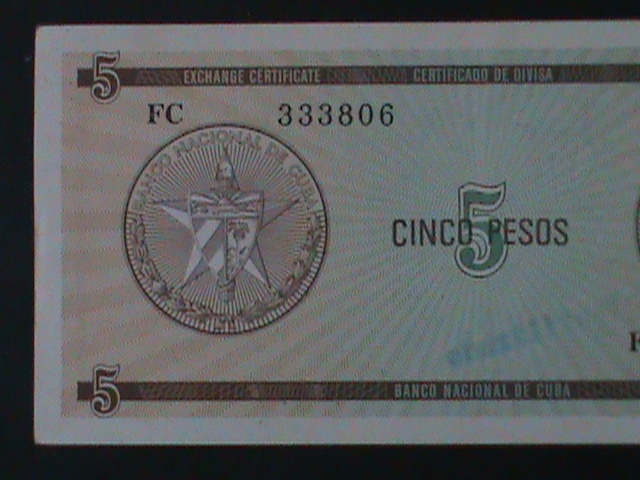 5 EXCHANGE CERTIFICATE CERTIFICADO DE DIVISA
FC 333806
BANCO NACIONAL DE CUBA
5
CINCO PESOS
5 BANCO NACIONAL DE CUBA